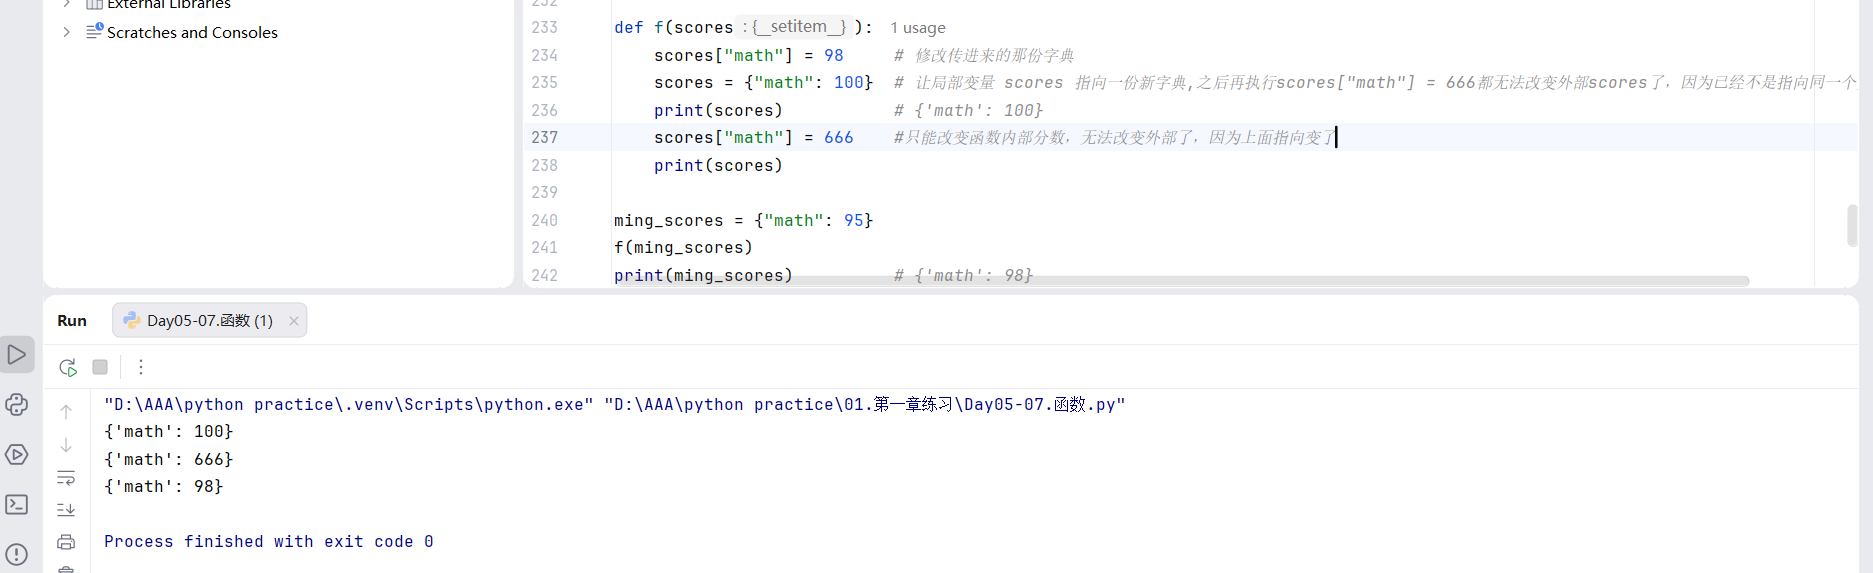 External Libraries
Scratches and Consoles
232
233 def f(scores : {__setitem__} ): 1 usage
234 scores["math"] = 98 # 修改传进来的那份字典
235 scores = {"math": 100} # 让局部变量 scores 指向一份新字典,之后再执行scores["math"] = 666都无法改变外部scores了，因为已经不是指向同一个
236 print(scores) # {'math': 100}
237 scores["math"] = 666 #只能改变函数内部分数，无法改变外部了，因为上面指向变了
238 print(scores)
239
240 ming_scores = {"math": 95}
241 f(ming_scores)
242 print(ming_scores) # {'math': 98}
Run Day05-07.函数 (1)
"D:\AAA\python practice\.venv\Scripts\python.exe" "D:\AAA\python practice\01.第一章练习\Day05-07.函数.py"
{'math': 100}
{'math': 666}
{'math': 98}
Process finished with exit code 0